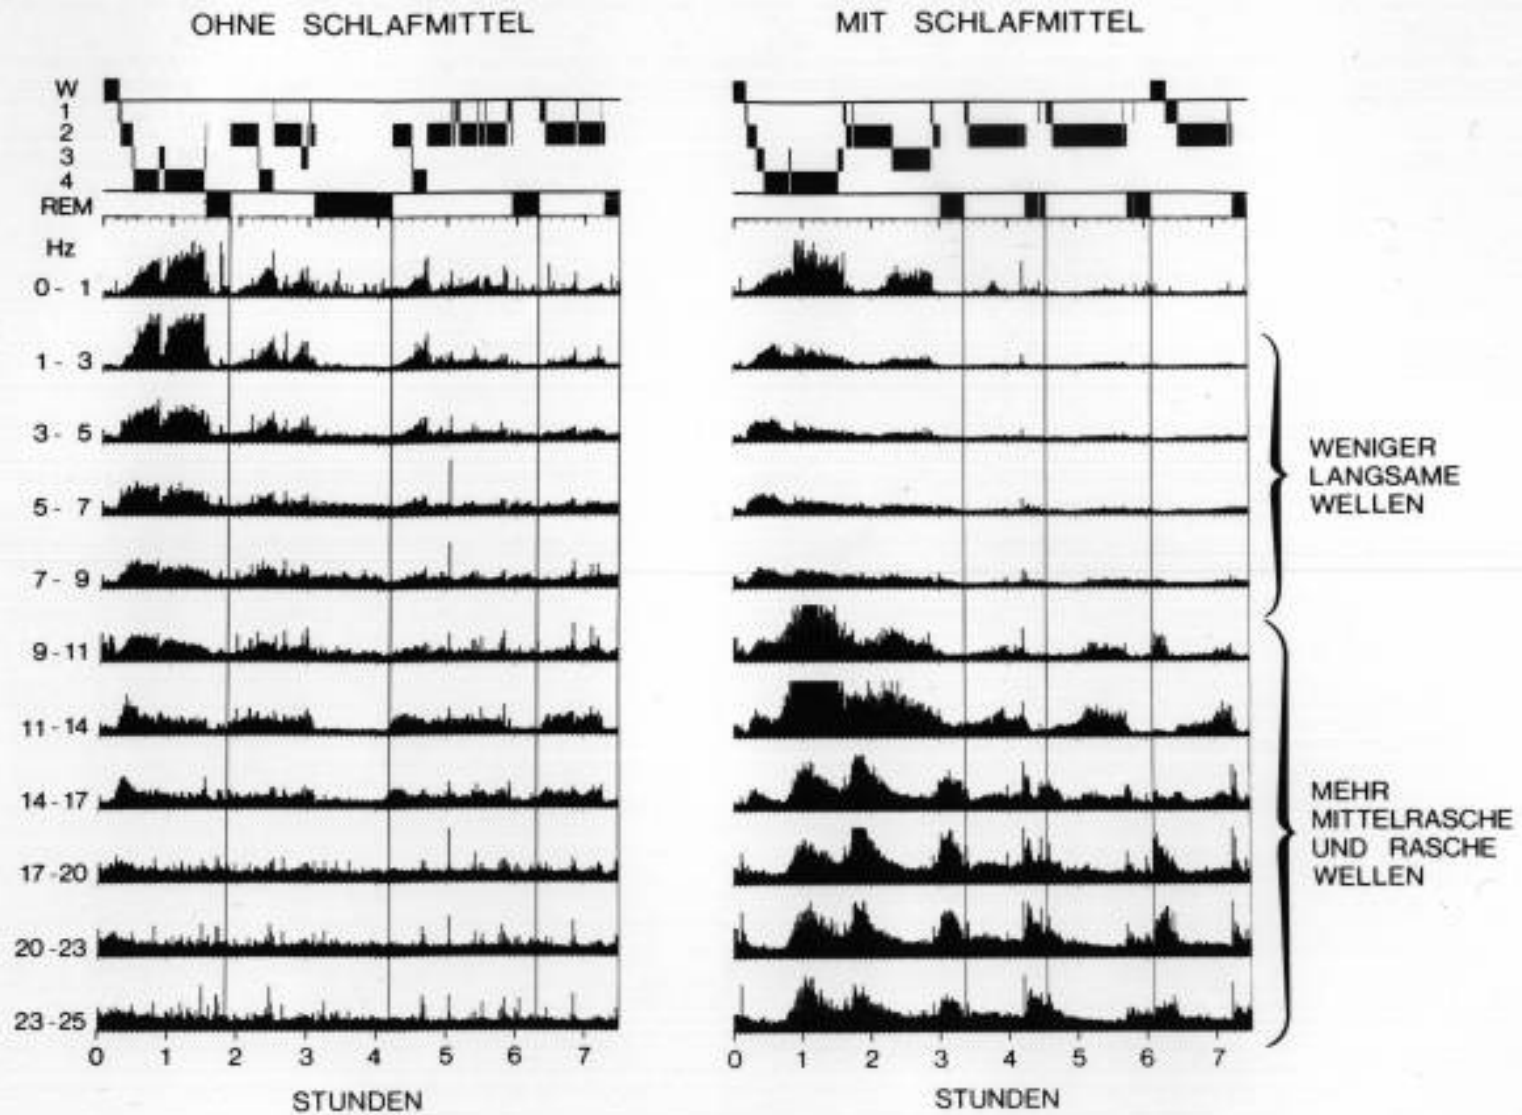 OHNE SCHLAFMITTEL
MIT SCHLAFMITTEL
W
1
2
3
4
REM
Hz
0 - 1
1 - 3
3 - 5
5 - 7
7 - 9
9 - 11
11 - 14
14 - 17
17 - 20
20 - 23
23 - 25
0 1 2 3 4 5 6 7
STUNDEN
0 1 2 3 4 5 6 7
STUNDEN
WENIGER
LANGSAME
WELLEN
MEHR
MITTELRASCHE
UND RASCHE
WELLEN